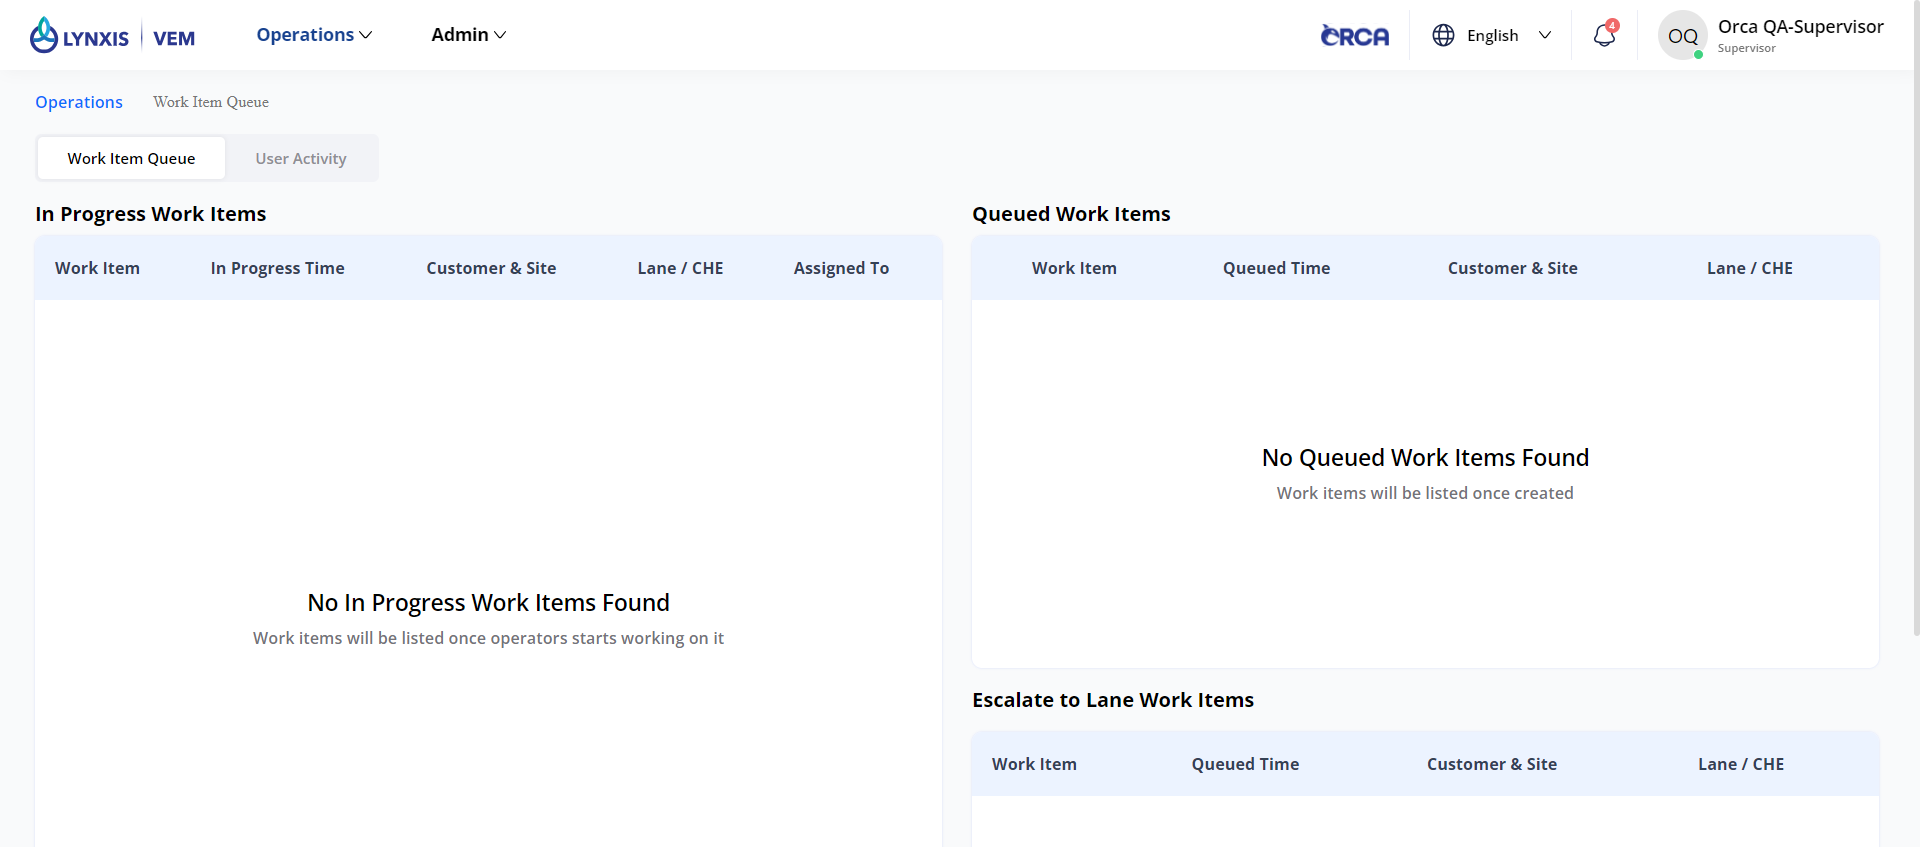 LYNXIS VEM Operations Admin ORCA English 4 OQ Orca QA-Supervisor
Supervisor
Operations Work Item Queue
Work Item Queue User Activity
In Progress Work Items
Work Item In Progress Time Customer & Site Lane / CHE Assigned To
No In Progress Work Items Found
Work items will be listed once operators starts working on it
Queued Work Items
Work Item Queued Time Customer & Site Lane / CHE
No Queued Work Items Found
Work items will be listed once created
Escalate to Lane Work Items
Work Item Queued Time Customer & Site Lane / CHE